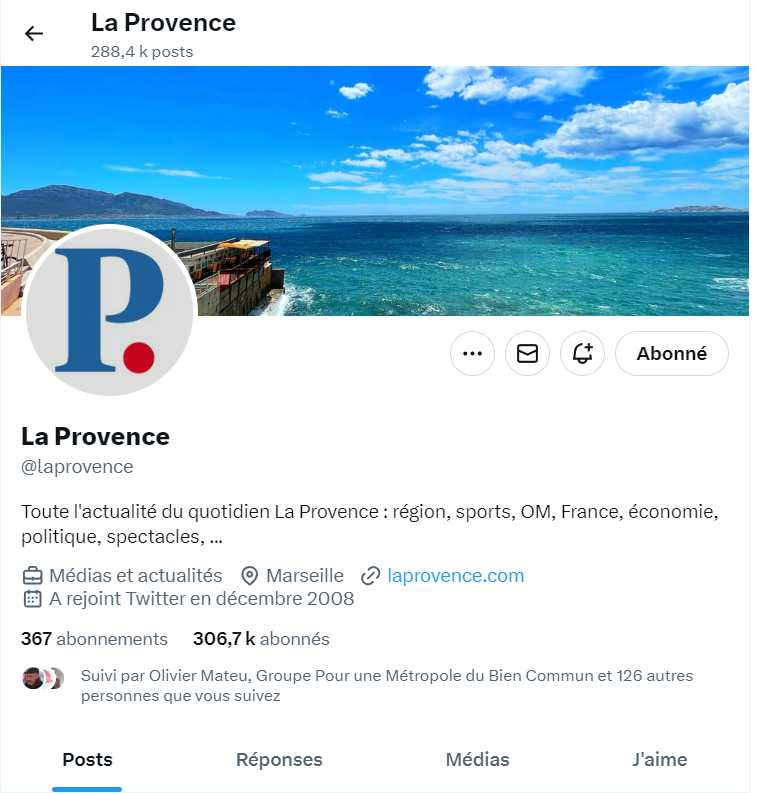 La Provence
288,4 k posts
P.
Abonné
La Provence
@laprovence
Toute l'actualité du quotidien La Provence : région, sports, OM, France, économie,
politique, spectacles, ...
Médias et actualités Marseille laprovence.com
A rejoint Twitter en décembre 2008
367 abonnements 306,7 k abonnés
Suivi par Olivier Mateu, Groupe Pour une Métropole du Bien Commun et 126 autres
personnes que vous suivez
Posts Réponses Médias J'aime